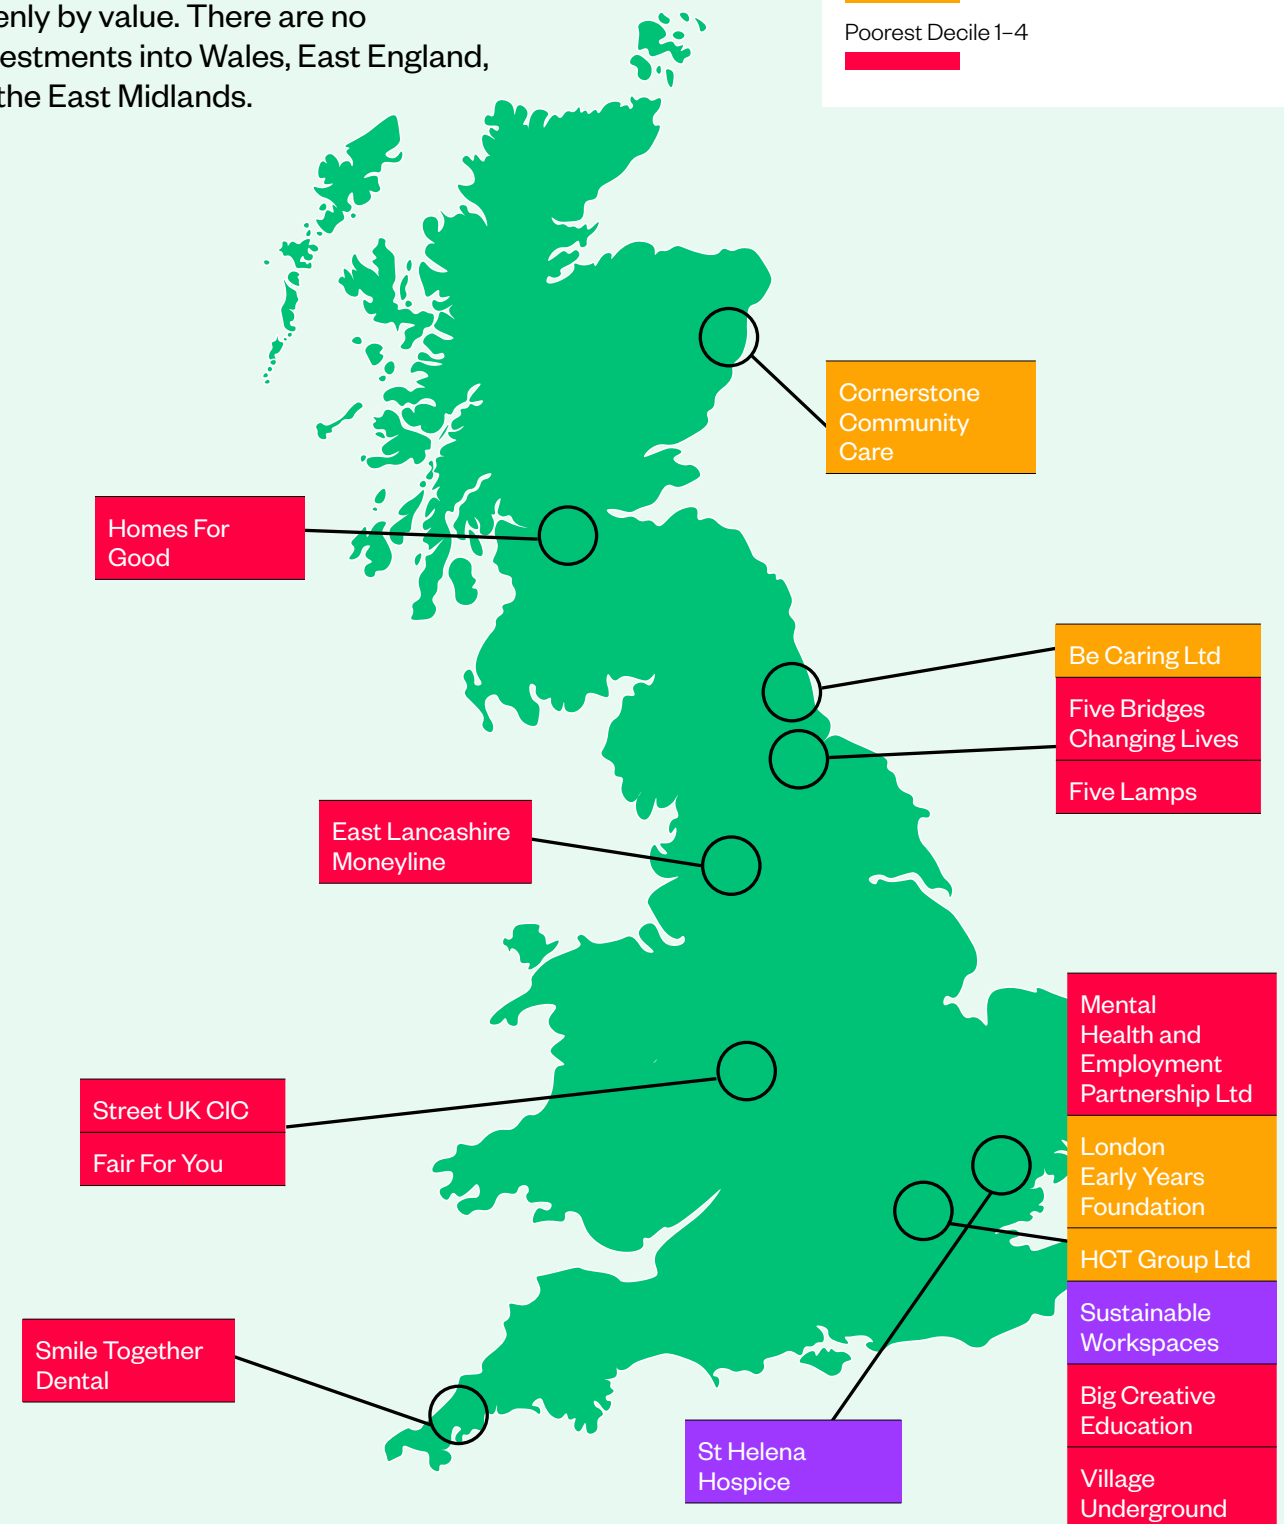 by value. There are no
into Wales, East England,
the East Midlands.
Poorest Decile 1–4
Cornerstone
Community
Care
Homes For
Good
Be Caring Ltd
Five Bridges
Changing Lives
Five Lamps
East Lancashire
Moneyline
Mental
Health and
Employment
Partnership Ltd
London
Early Years
Foundation
HCT Group Ltd
Sustainable
Workspaces
Big Creative
Education
Village
Underground
Street UK CIC
Fair For You
Smile Together
Dental
St Helena
Hospice